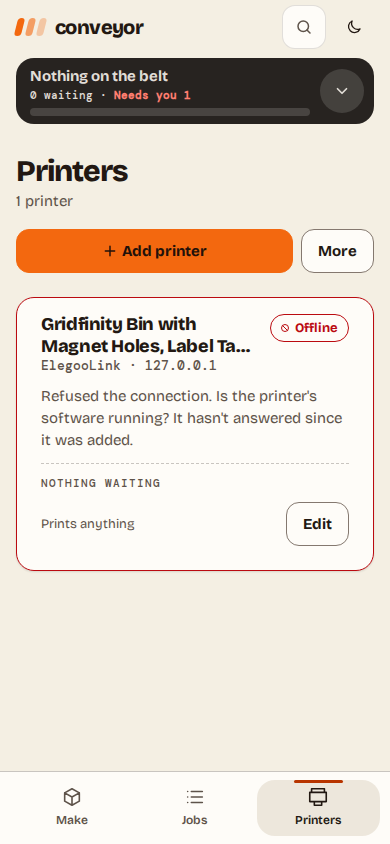 conveyor
Nothing on the belt
0 waiting · Needs you 1
Printers
1 printer
+ Add printer
More
Gridfinity Bin with
Magnet Holes, Label Ta...
Offline
ElegooLink · 127.0.0.1
Refused the connection. Is the printer's
software running? It hasn't answered since
it was added.
NOTHING WAITING
Prints anything
Edit
Make
Jobs
Printers